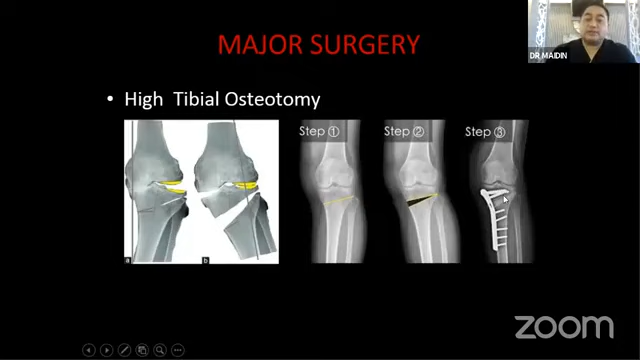 MAJOR SURGERY
DR MAIDIN
• High Tibial Osteotomy
Step ①
Step ②
Step ③
a
b
zoom